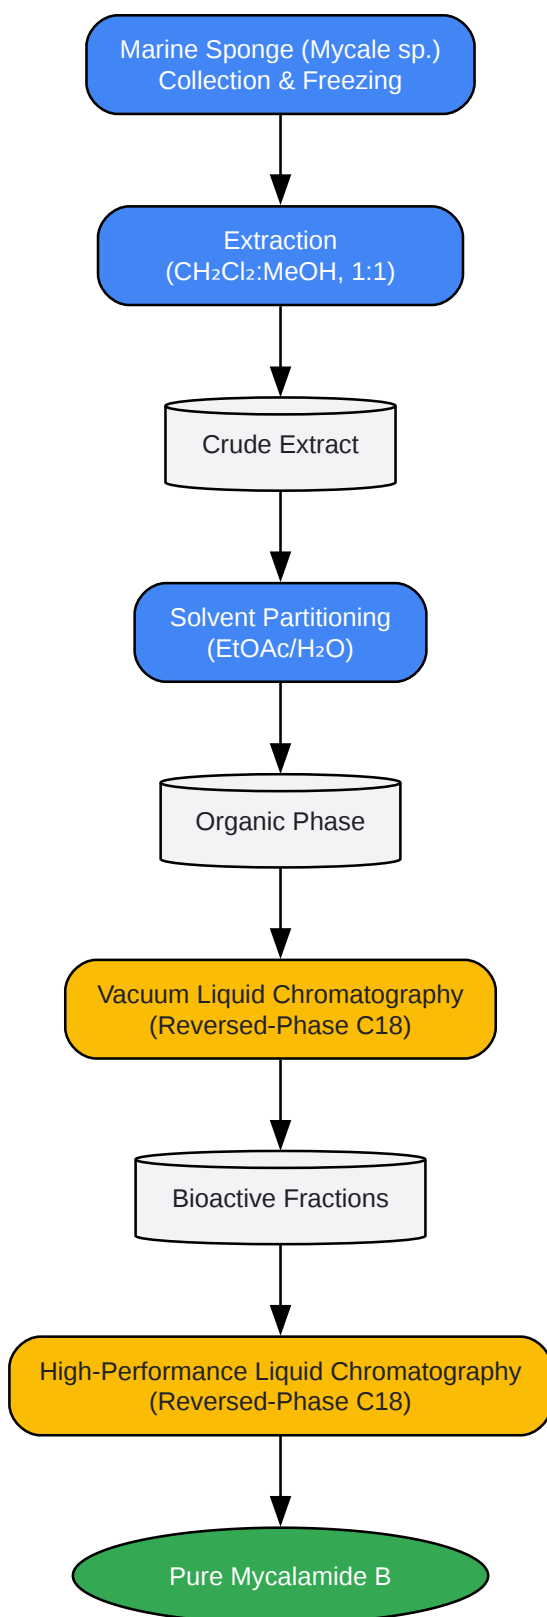 Marine Sponge (Mycale sp.)
Collection & Freezing
Extraction
(CH₂Cl₂:MeOH, 1:1)
Crude Extract
Solvent Partitioning
(EtOAc/H₂O)
Organic Phase
Vacuum Liquid Chromatography
(Reversed-Phase C18)
Bioactive Fractions
High-Performance Liquid Chromatography
(Reversed-Phase C18)
Pure Mycalamide B